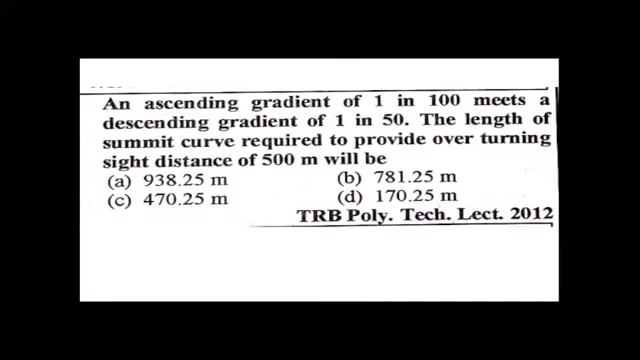 An ascending gradient of 1 in 100 meets a
descending gradient of 1 in 50. The length of
summit curve required to provide over turning
sight distance of 500 m will be
(a) 938.25 m (b) 781.25 m
(c) 470.25 m (d) 170.25 m
TRB Poly. Tech. Lect. 2012